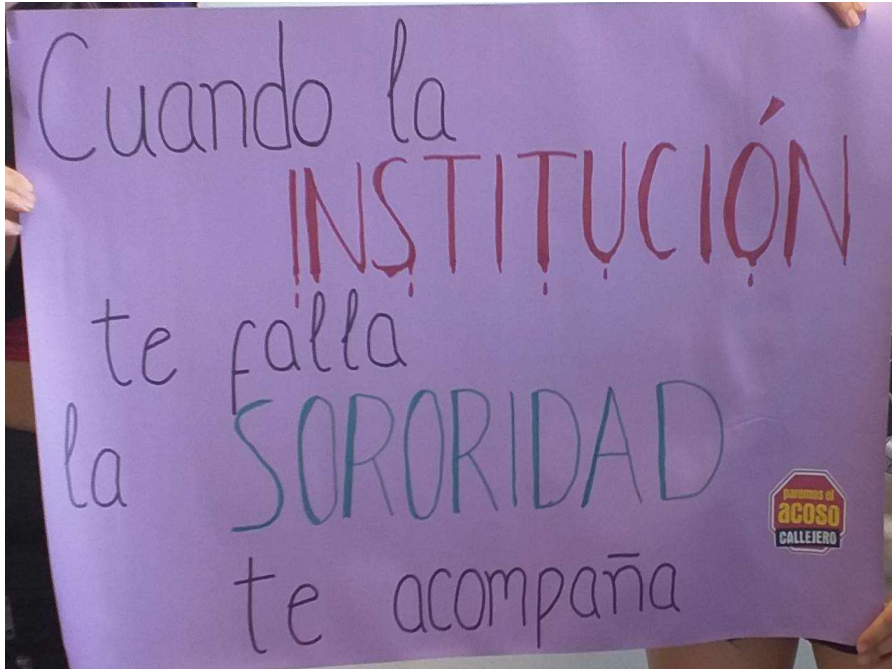 Cuando la
INSTITUCIÓN
te falla
la SORORIDAD
te acompaña
paremos el
acoso
CALLEJERO